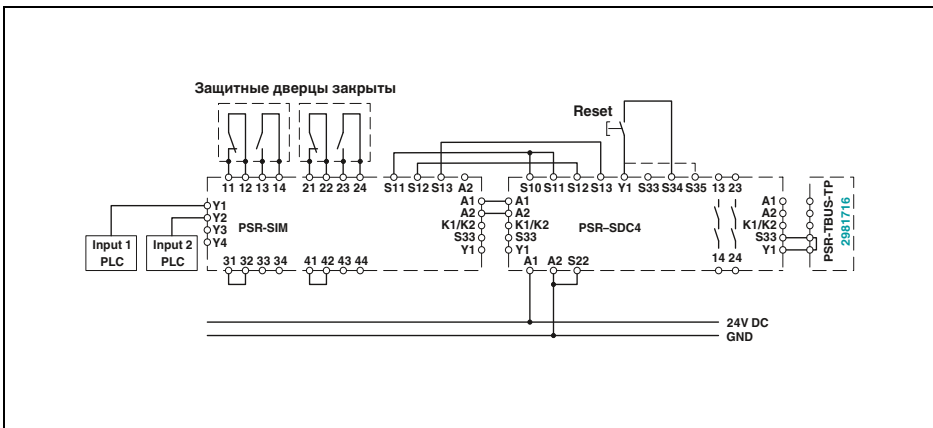 Защитные дверцы закрыты
Reset
11 12 13 14 21 22 23 24 S11 S12 S13 A2 S10 S11 S12 S13 Y1 S33 S34 S35 13 23
Y1
Y2
Y3
Y4
PSR-SIM
A1
A2
K1/K2
S33
Y1
A1
A2
K1/K2
S33
Y1
PSR–SDC4
A1
A2
K1/K2
S33
Y1
PSR-TBUS-TP
2981716
Input 1
PLC
Input 2
PLC
31 32 33 34 41 42 43 44 A1 A2 S22 14 24
24V DC
GND